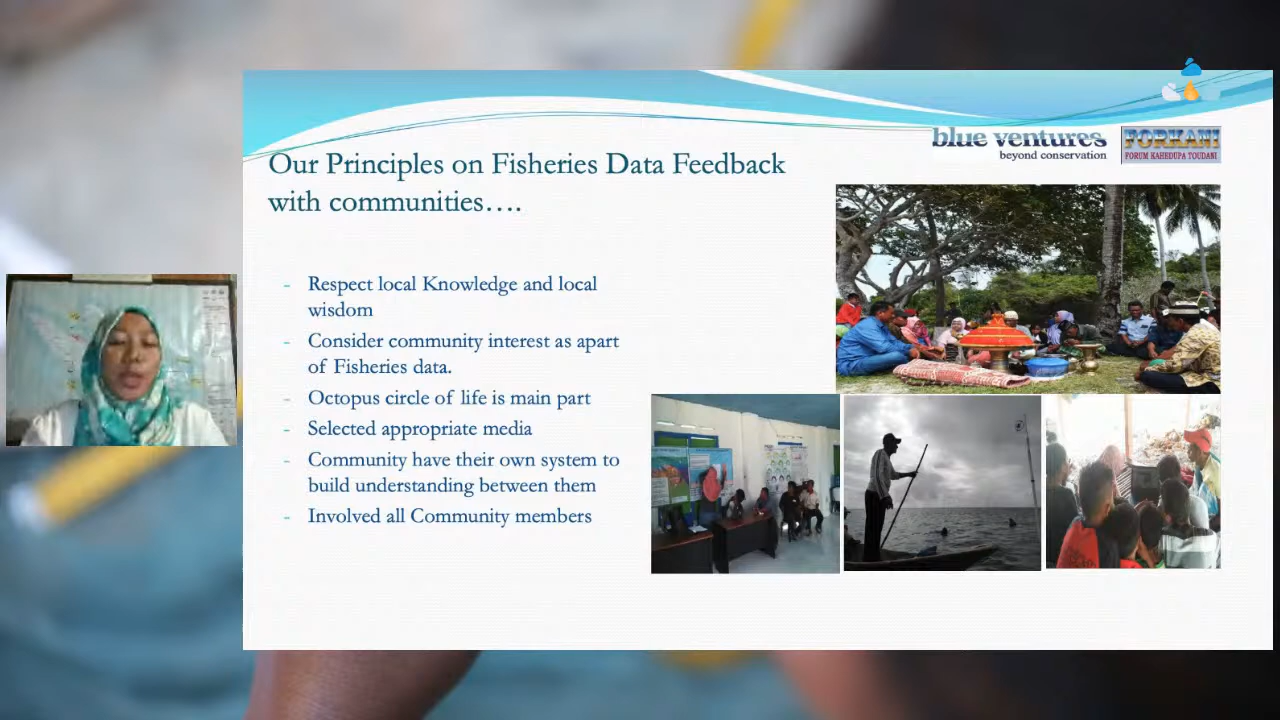 blue ventures
beyond conservation
FORKANI
FORUM KAHEDUPA TOUDANI
Our Principles on Fisheries Data Feedback
with communities….
- Respect local Knowledge and local
wisdom
- Consider community interest as apart
of Fisheries data.
- Octopus circle of life is main part
- Selected appropriate media
- Community have their own system to
build understanding between them
- Involved all Community members